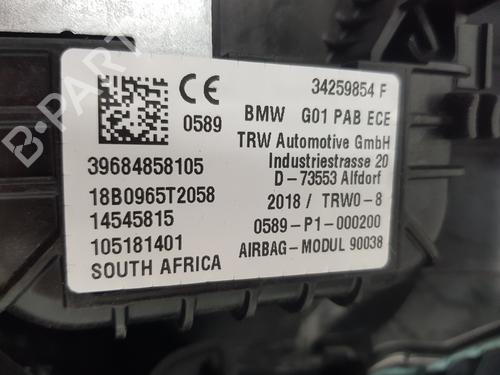 34259854 F
CE 0589 BMW G01 PAB ECE
TRW Automotive GmbH
Industriestrasse 20
D-73553 Alfdorf
39684858105
18B0965T2058
2018 / TRW0-8
14545815
0589-P1-000200
105181401
AIRBAG-MODUL 90038
SOUTH AFRICA